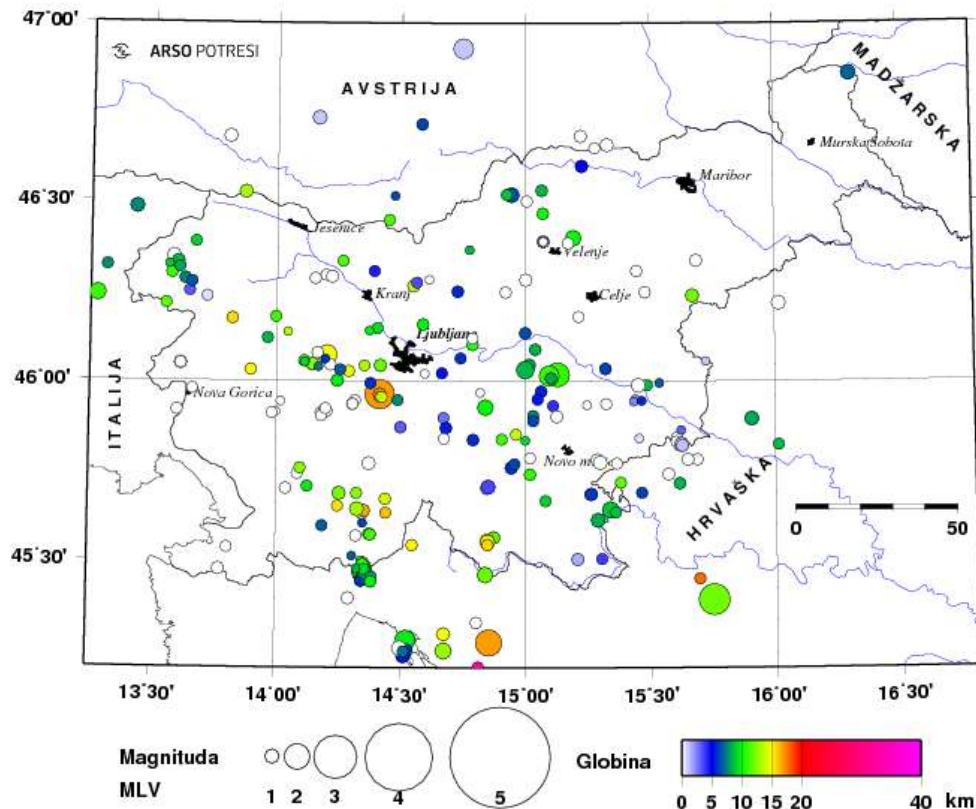 47˚00'
ARSO POTRESI
AVSTRIJA
MADŽARSKA
Murska Sobota
46˚30'
Maribor
Jesenice
Velenje
Kranj
Celje
Ljubljana
46˚00'
Nova Gorica
ITALIJA
Novo m
HRVAŠKA
0 50
45˚30'
13˚30' 14˚00' 14˚30' 15˚00' 15˚30' 16˚00' 16˚30'
Magnituda
MLV
1 2 3 4 5
Globina
0 5 10 15 20 40 km